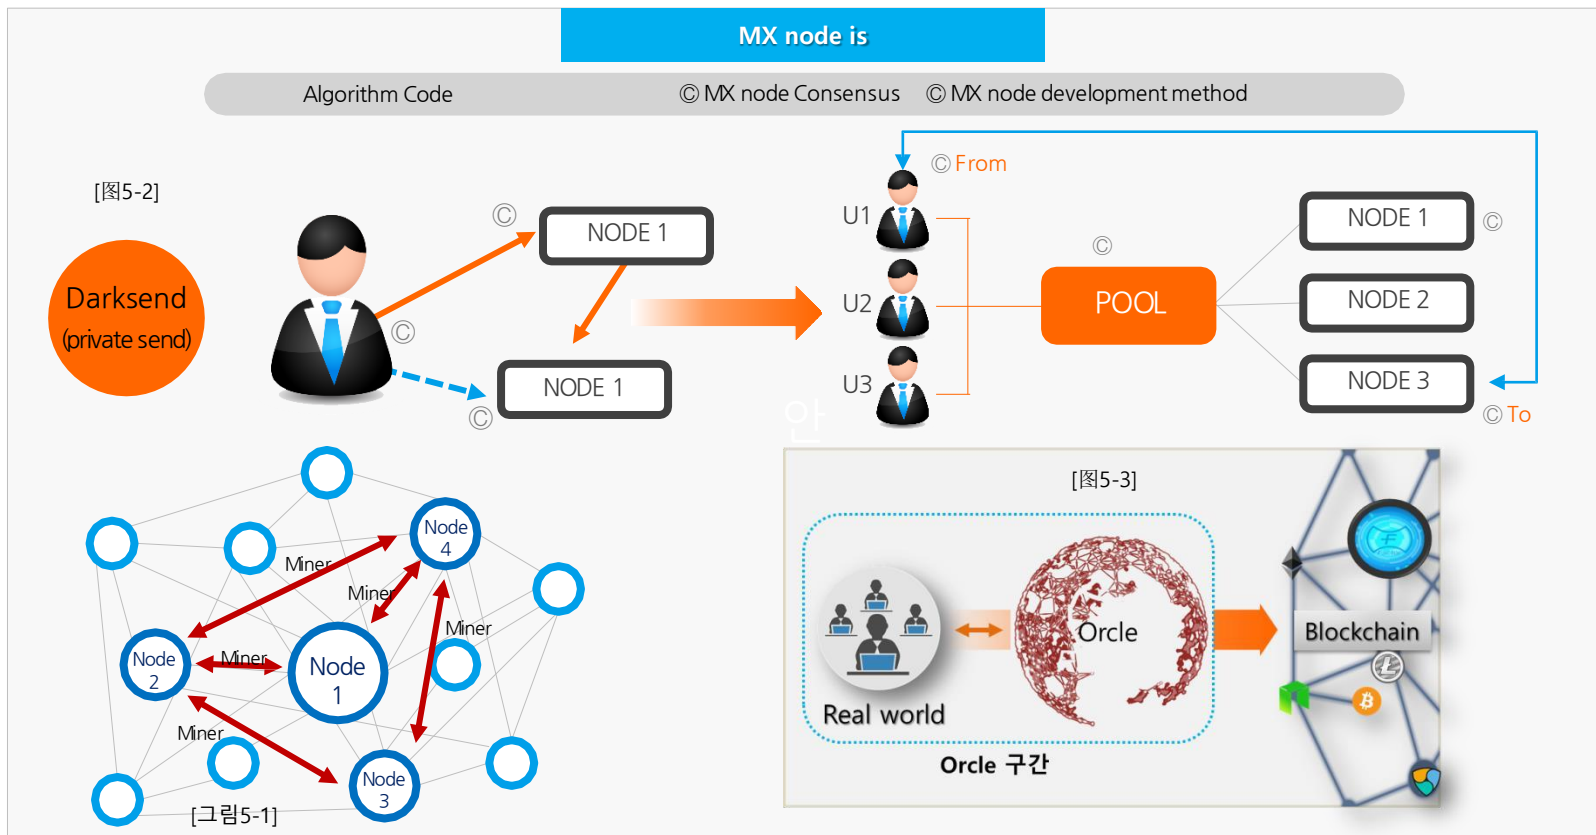 MX node is
Algorithm Code
Ⓒ MX node Consensus
Ⓒ MX node development method
[图5-2]
Darksend
(private send)
Ⓒ
NODE 1
Ⓒ
NODE 1
Ⓒ
Ⓒ From
U1
U2
U3
안
Ⓒ
POOL
NODE 1
Ⓒ
NODE 2
NODE 3
Ⓒ To
Node
4
Miner
Miner
Miner
Node
2
Miner
Node
1
Miner
Node
3
[그림5-1]
[图5-3]
Orcle
Real world
Blockchain
Orcle 구간